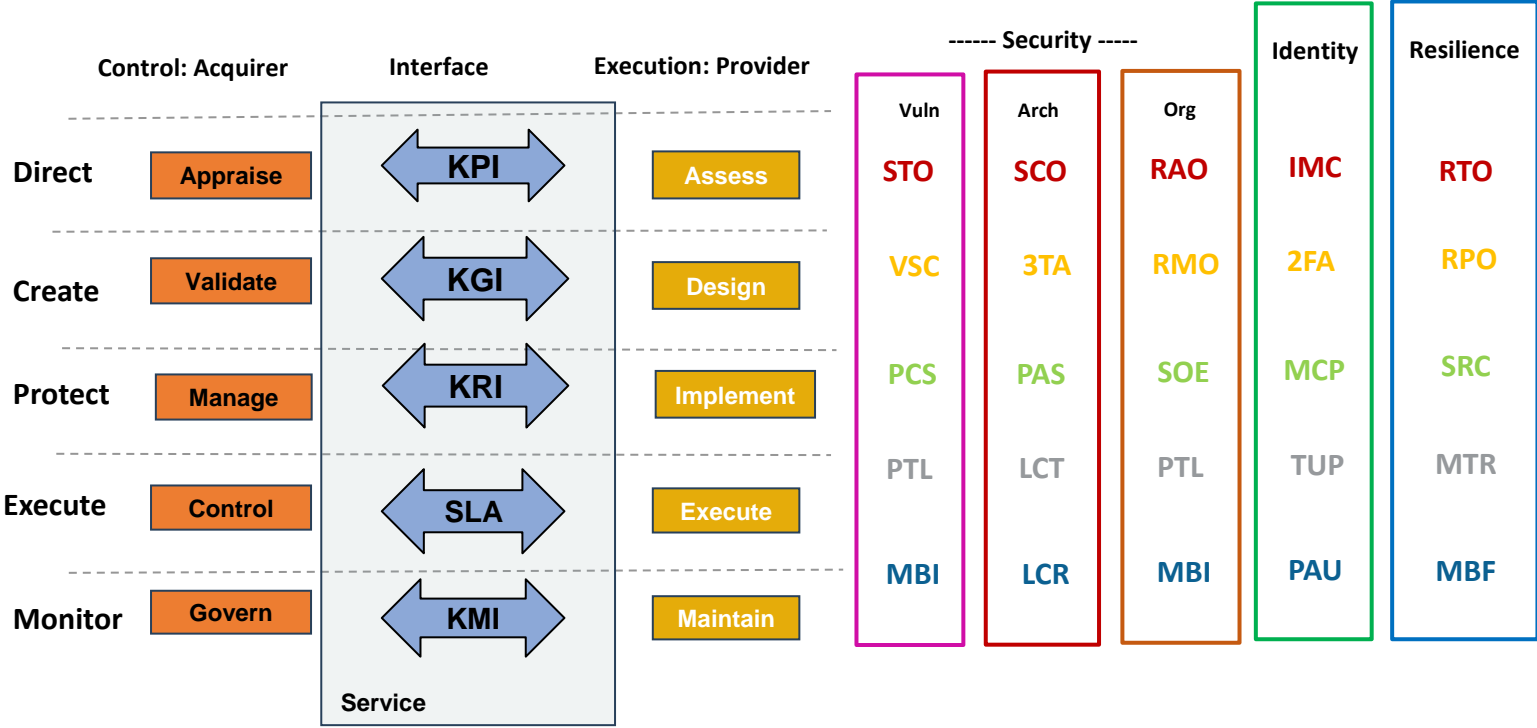 ------ Security -----
Control: Acquirer Interface Execution: Provider Identity Resilience
Vuln Arch Org
Direct Appraise KPI Assess STO SCO RAO IMC RTO
Create Validate KGI Design VSC 3TA RMO 2FA RPO
Protect Manage KRI Implement PCS PAS SOE MCP SRC
Execute Control SLA Execute PTL LCT PTL TUP MTR
Monitor Govern KMI Maintain MBI LCR MBI PAU MBF
Service